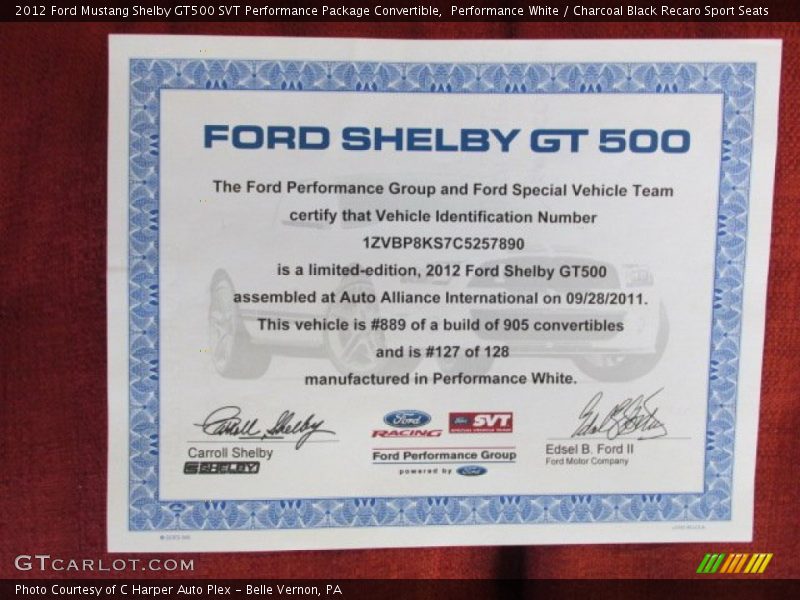 2012 Ford Mustang Shelby GT500 SVT Performance Package Convertible,  Performance White / Charcoal Black Recaro Sport Seats
FORD SHELBY GT 500
The Ford Performance Group and Ford Special Vehicle Team
certify that Vehicle Identification Number
1ZVBP8KS7C5257890
is a limited-edition, 2012 Ford Shelby GT500
assembled at Auto Alliance International on 09/28/2011.
This vehicle is #889 of a build of 905 convertibles
and is #127 of 128
manufactured in Performance White.
Carroll Shelby
Carroll Shelby
SHELBY
Ford
RACING
SVT
SPECIAL VEHICLE TEAM
Ford Performance Group
powered by Ford
Edsel B. Ford II
Ford Motor Company
GTCARLOT.COM
Photo Courtesy of C Harper Auto Plex - Belle Vernon, PA